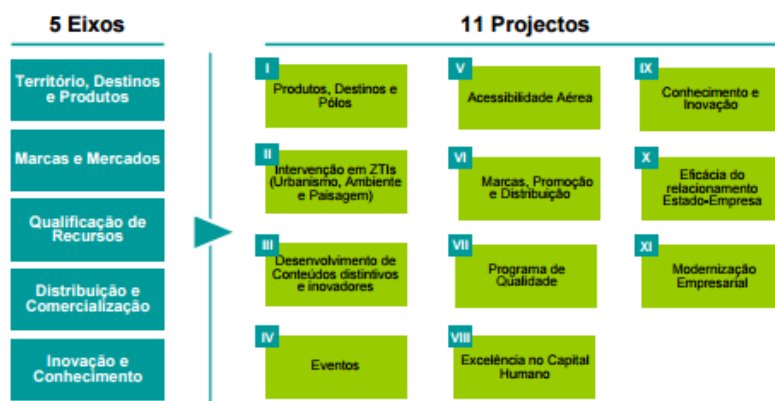 5 Eixos
Território, Destinos
e Produtos
Marcas e Mercados
Qualificação de
Recursos
Distribuição e
Comercialização
Inovação e
Conhecimento
11 Projectos
I
Produtos, Destinos e
Pólos
II
Intervenção em ZTIs
(Urbanismo, Ambiente
e Paisagem)
III
Desenvolvimento de
Conteúdos distintivos
e inovadores
IV
Eventos
V
Acessibilidade Aérea
VI
Marcas, Promoção
e Distribuição
VII
Programa de
Qualidade
VIII
Excelência no Capital
Humano
IX
Conhecimento e
Inovação
X
Eficácia do
relacionamento
Estado-Empresa
XI
Modernização
Empresarial